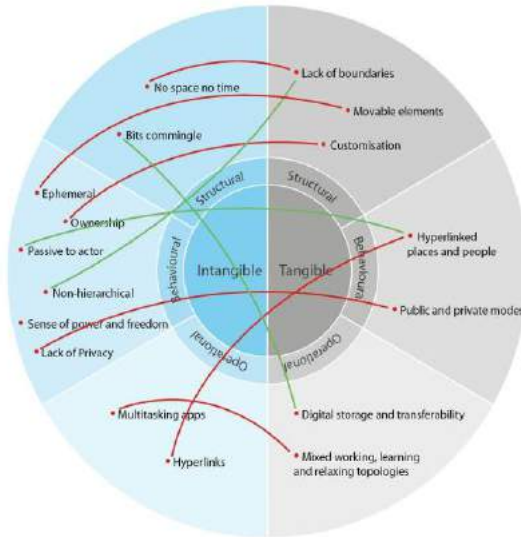 No space no time
Lack of boundaries
Movable elements
Bits commingle
Customisation
Structural
Structural
Ephemeral
Ownership
Passive to actor
Hyperlinked
places and people
Behavioural
Intangible
Tangible
Behavioural
Non-hierarchical
Sense of power and freedom
Public and private modes
Lack of Privacy
Operational
Operational
Multitasking apps
Digital storage and transferability
Hyperlinks
Mixed working, learning
and relaxing topologies